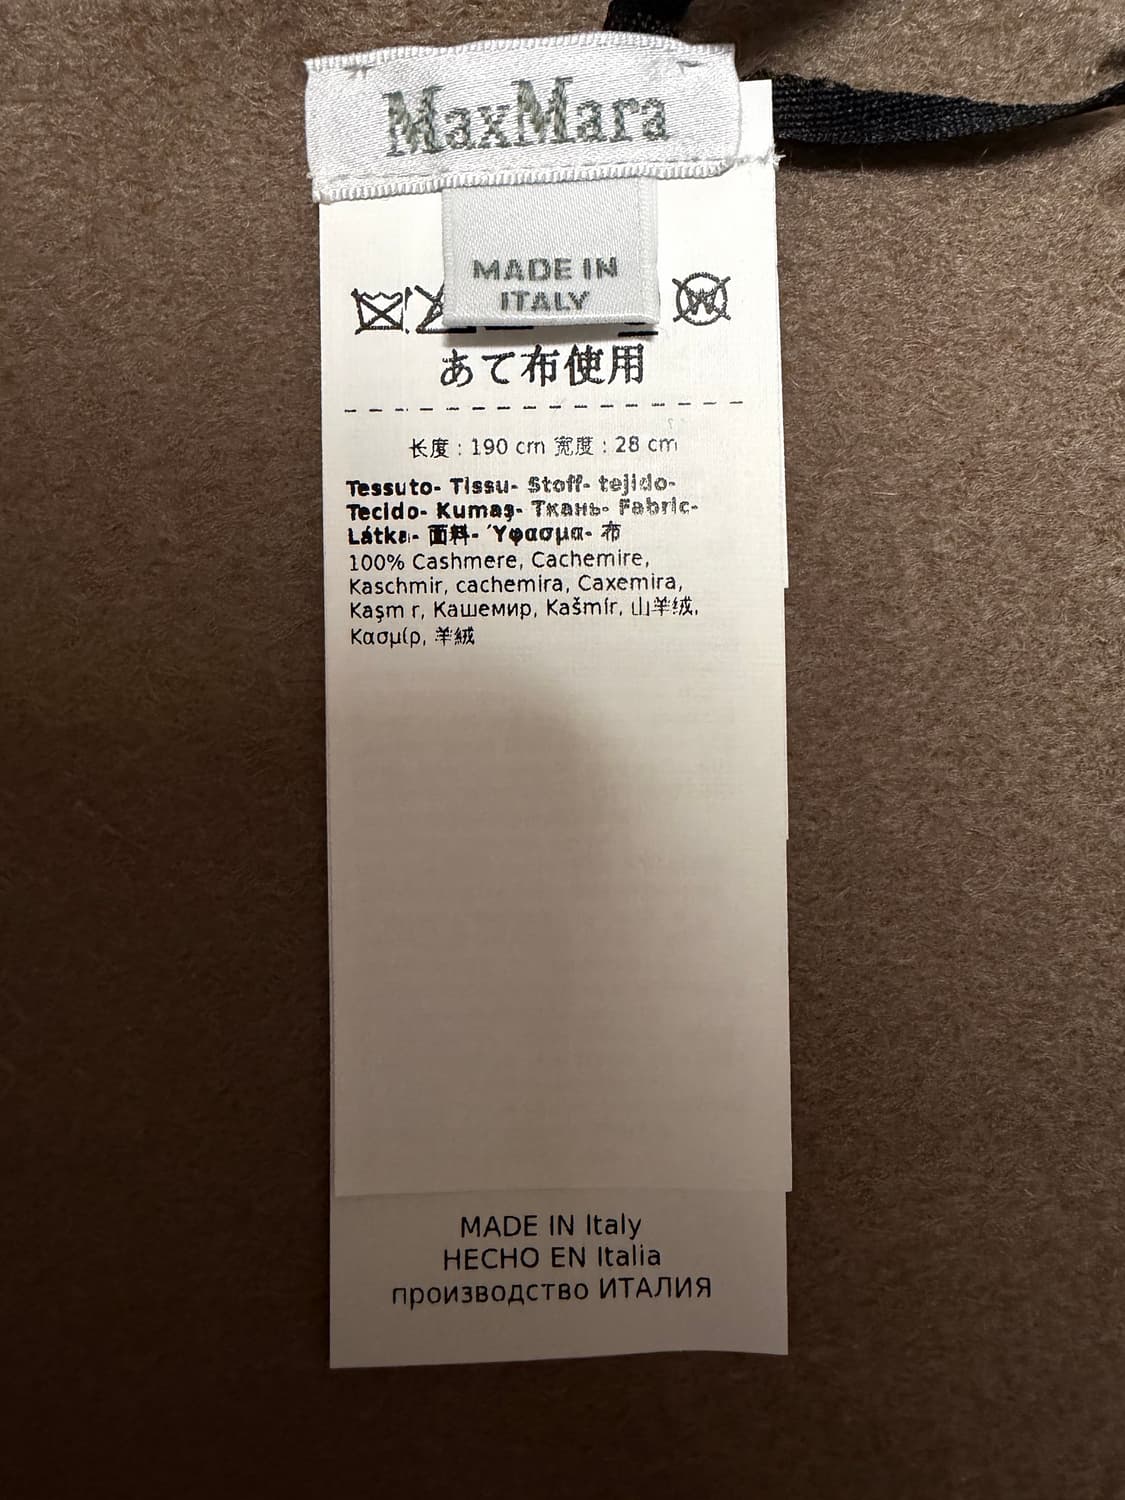 MaxMara
MADE IN
ITALY
あて布使用
长度 : 190 cm 宽度 : 28 cm
Tessuto- Tissu- Stoff- tejido-
Tecido- Kumaş- Ткань- Fabric-
Látka- 面料- Ύφασμα- 布
100% Cashmere, Cachemire,
Kaschmir, cachemira, Caxemira,
Kaşm r, Кашемир, Kašmír, 山羊绒,
Κασμίρ, 羊絨
MADE IN Italy
HECHO EN Italia
производство ИТАЛИЯ